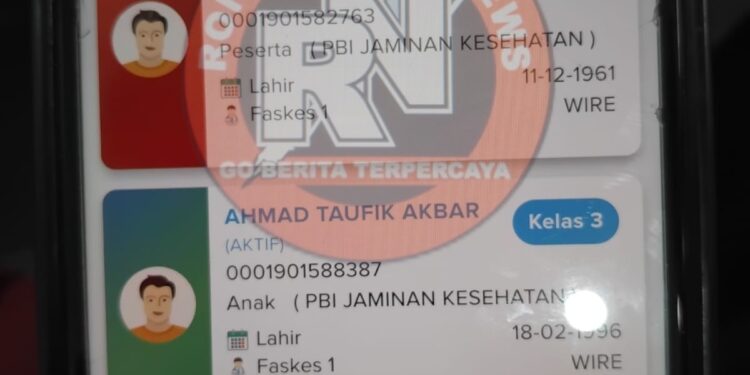 0001901582763
Peserta ( PBI JAMINAN KESEHATAN )
Lahir 11-12-1961
Faskes 1 WIRE
RN
GO BERITA TERPERCAYA
AHMAD TAUFIK AKBAR Kelas 3
(AKTIF)
0001901588387
Anak ( PBI JAMINAN KESEHATAN )
Lahir 18-02-1996
Faskes 1 WIRE